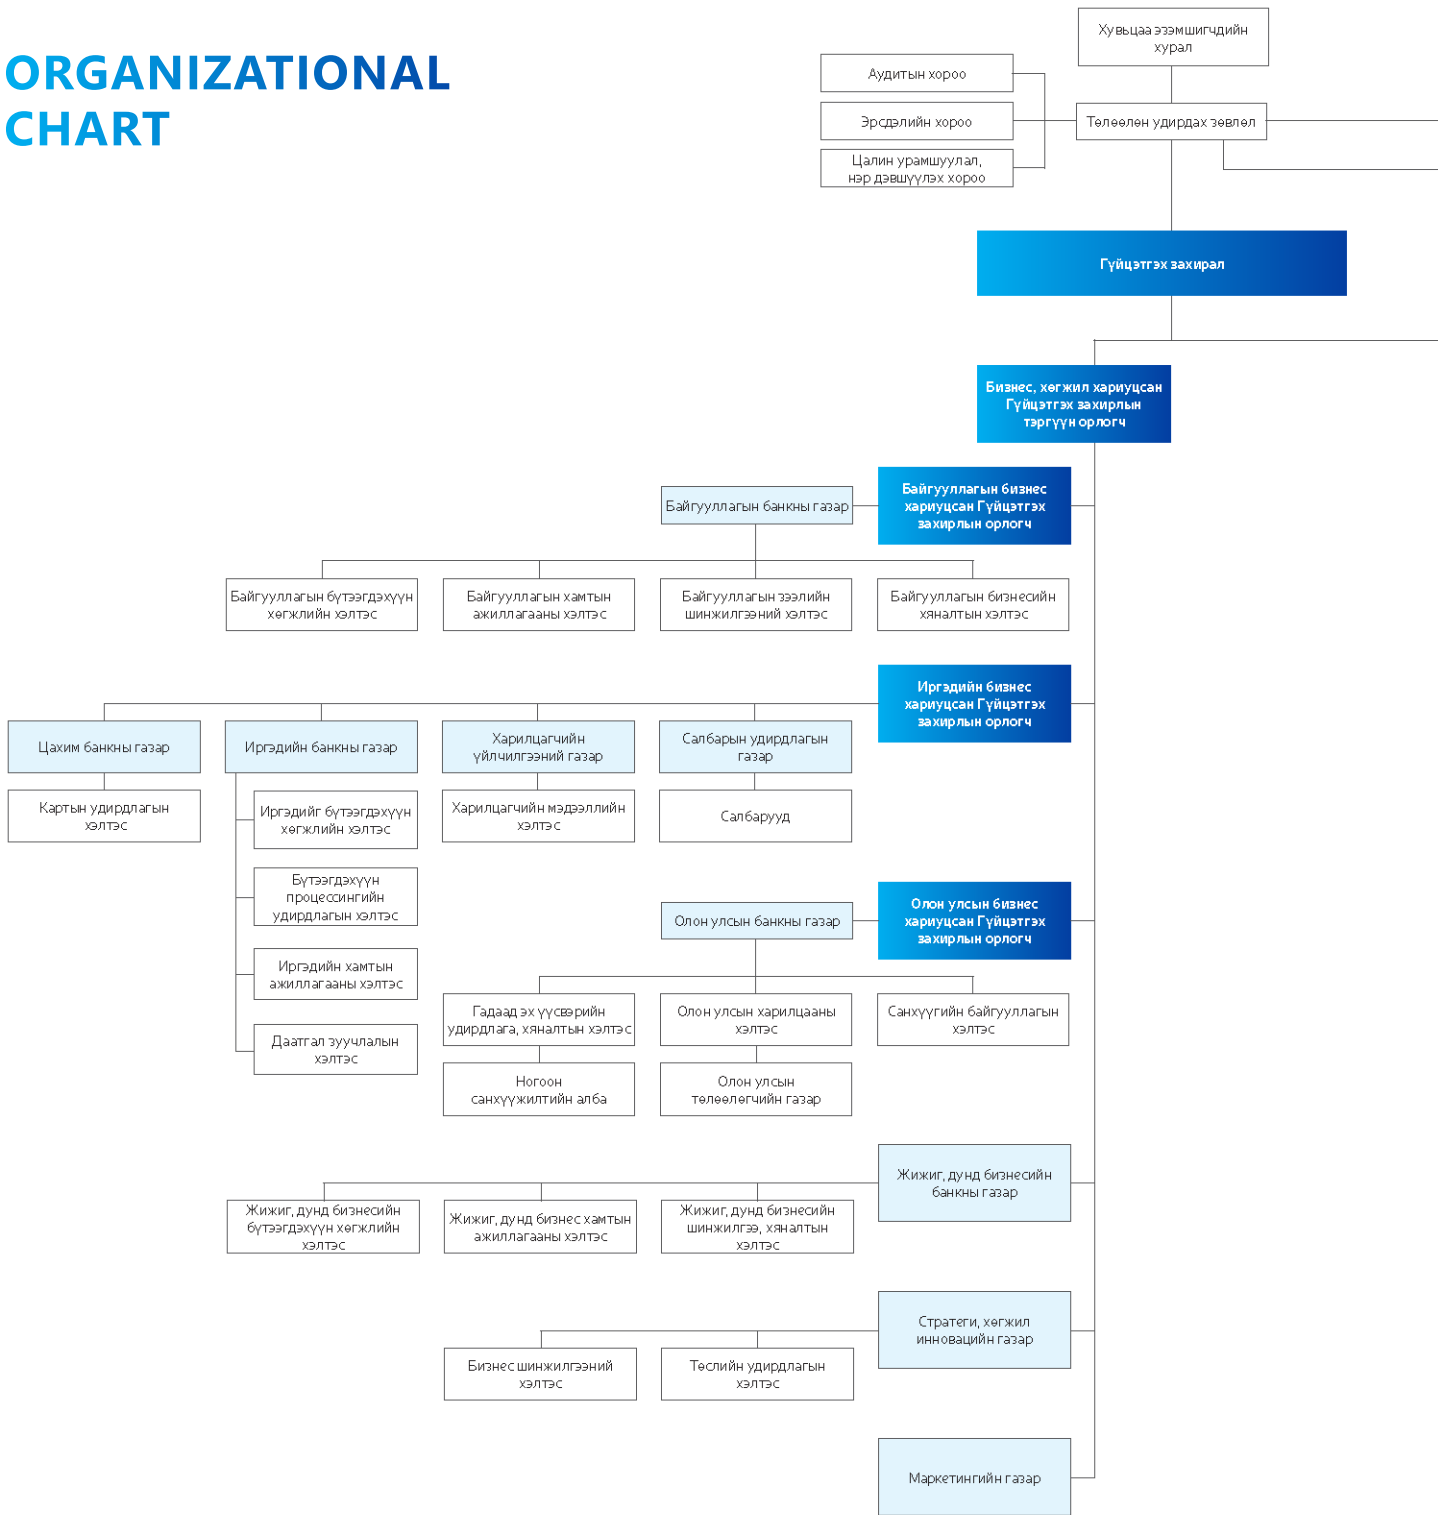 ORGANIZATIONAL
CHART
Хувьцаа эзэмшигчдийн
хурал
Аудитын хороо
Эрсдэлийн хороо
Төлөөлөн удирдах зөвлөл
Цалин урамшуулал,
нэр дэвшүүлэх хороо
Гүйцэтгэх захирал
Бизнес, хөгжил хариуцсан
Гүйцэтгэх захирлын
тэргүүн орлогч
Байгууллагын бизнес
хариуцсан Гүйцэтгэх
захирлын орлогч
Байгууллагын банкны газар
Байгууллагын бүтээгдэхүүн
хөгжлийн хэлтэс
Байгууллагын хамтын
ажиллагааны хэлтэс
Байгууллагын зээлийн
шинжилгээний хэлтэс
Байгууллагын бизнесийн
хяналтын хэлтэс
Иргэдийн бизнес
хариуцсан Гүйцэтгэх
захирлын орлогч
Цахим банкны газар
Иргэдийн банкны газар
Харилцагчийн
үйлчилгээний газар
Салбарын удирдлагын
газар
Картын удирдлагын
хэлтэс
Иргэдийг бүтээгдэхүүн
хөгжлийн хэлтэс
Харилцагчийн мэдээллийн
хэлтэс
Салбарууд
Бүтээгдэхүүн
процессингийн
удирдлагын хэлтэс
Иргэдийн хамтын
ажиллагааны хэлтэс
Даатгал зуучлалын
хэлтэс
Олон улсын бизнес
хариуцсан Гүйцэтгэх
захирлын орлогч
Олон улсын банкны газар
Гадаад эх үүсвэрийн
удирдлага, хяналтын хэлтэс
Олон улсын харилцааны
хэлтэс
Санхүүгийн байгууллагын
хэлтэс
Ногоон
санхүүжилтийн алба
Олон улсын
төлөөлөгчийн газар
Жижиг, дунд бизнесийн
банкны газар
Жижиг, дунд бизнесийн
бүтээгдэхүүн хөгжлийн
хэлтэс
Жижиг, дунд бизнес хамтын
ажиллагааны хэлтэс
Жижиг, дунд бизнесийн
шинжилгээ, хяналтын
хэлтэс
Стратеги, хөгжил
инновацийн газар
Бизнес шинжилгээний
хэлтэс
Төслийн удирдлагын
хэлтэс
Маркетингийн газар